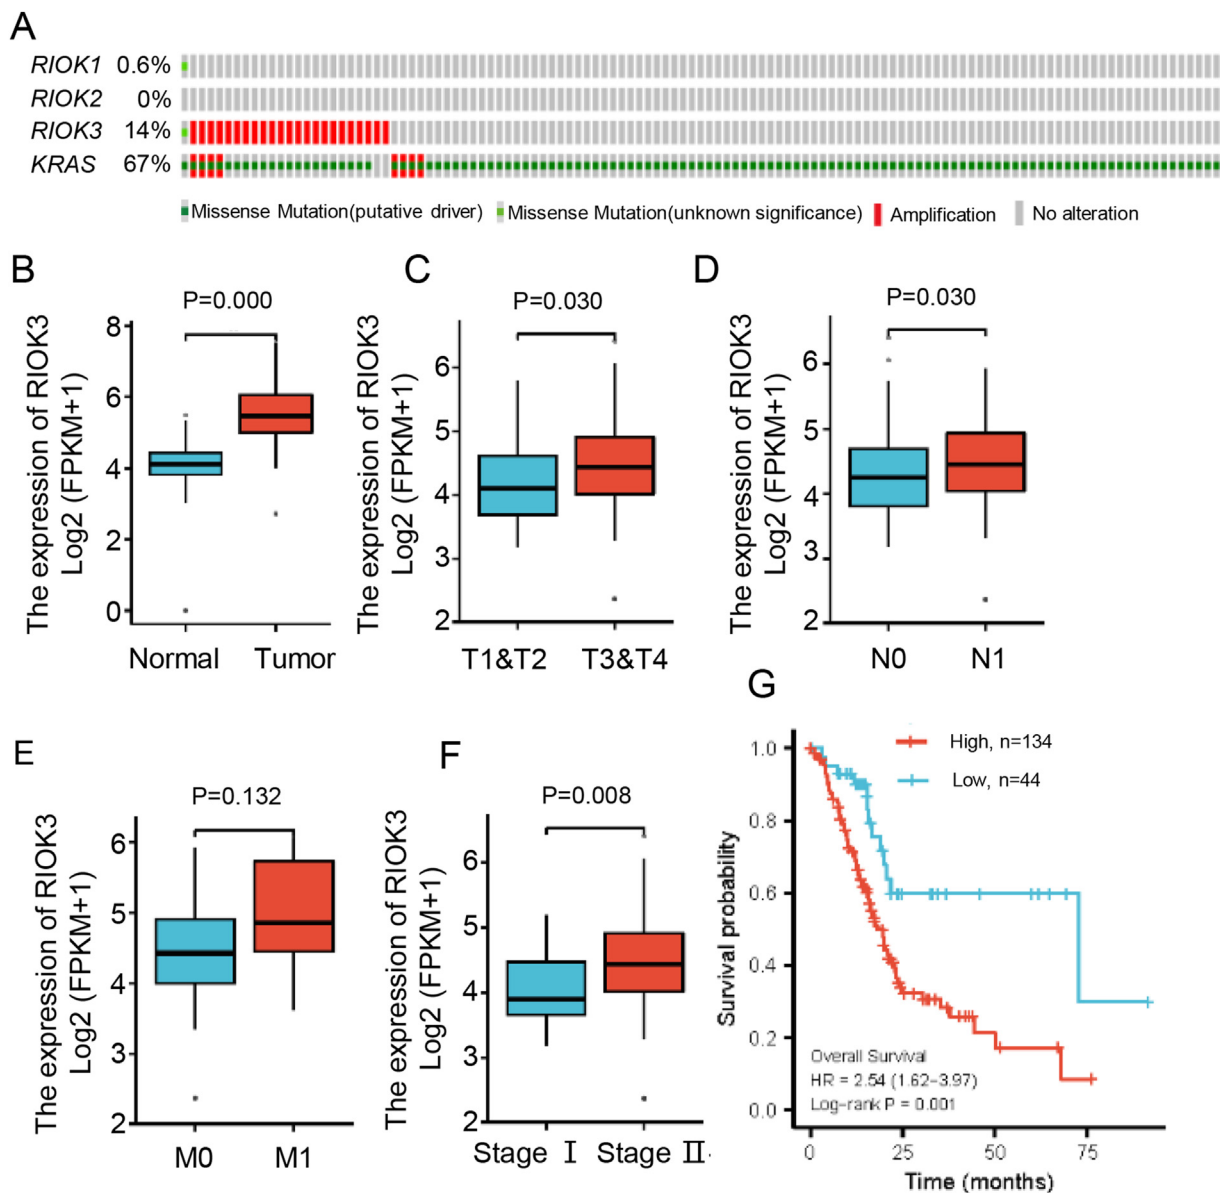 A
RIOK1 0.6%
RIOK2 0%
RIOK3 14%
KRAS 67%
Missense Mutation(putative driver) Missense Mutation(unknown significance) Amplification No alteration
B
P=0.000
The expression of RIOK3
Log2 (FPKM+1)
8
6
4
2
0
Normal Tumor
C
P=0.030
The expression of RIOK3
Log2 (FPKM+1)
6
5
4
3
2
T1&T2 T3&T4
D
P=0.030
The expression of RIOK3
Log2 (FPKM+1)
6
5
4
3
2
N0 N1
E
P=0.132
The expression of RIOK3
Log2 (FPKM+1)
6
5
4
3
2
M0 M1
F
P=0.008
The expression of RIOK3
Log2 (FPKM+1)
6
5
4
3
2
Stage Ⅰ Stage Ⅱ-
G
High, n=134
Low, n=44
Survival probability
1.0
0.8
0.6
0.4
0.2
0.0
Overall Survival
HR = 2.54 (1.62–3.97)
Log-rank P = 0.001
0 25 50 75
Time (months)